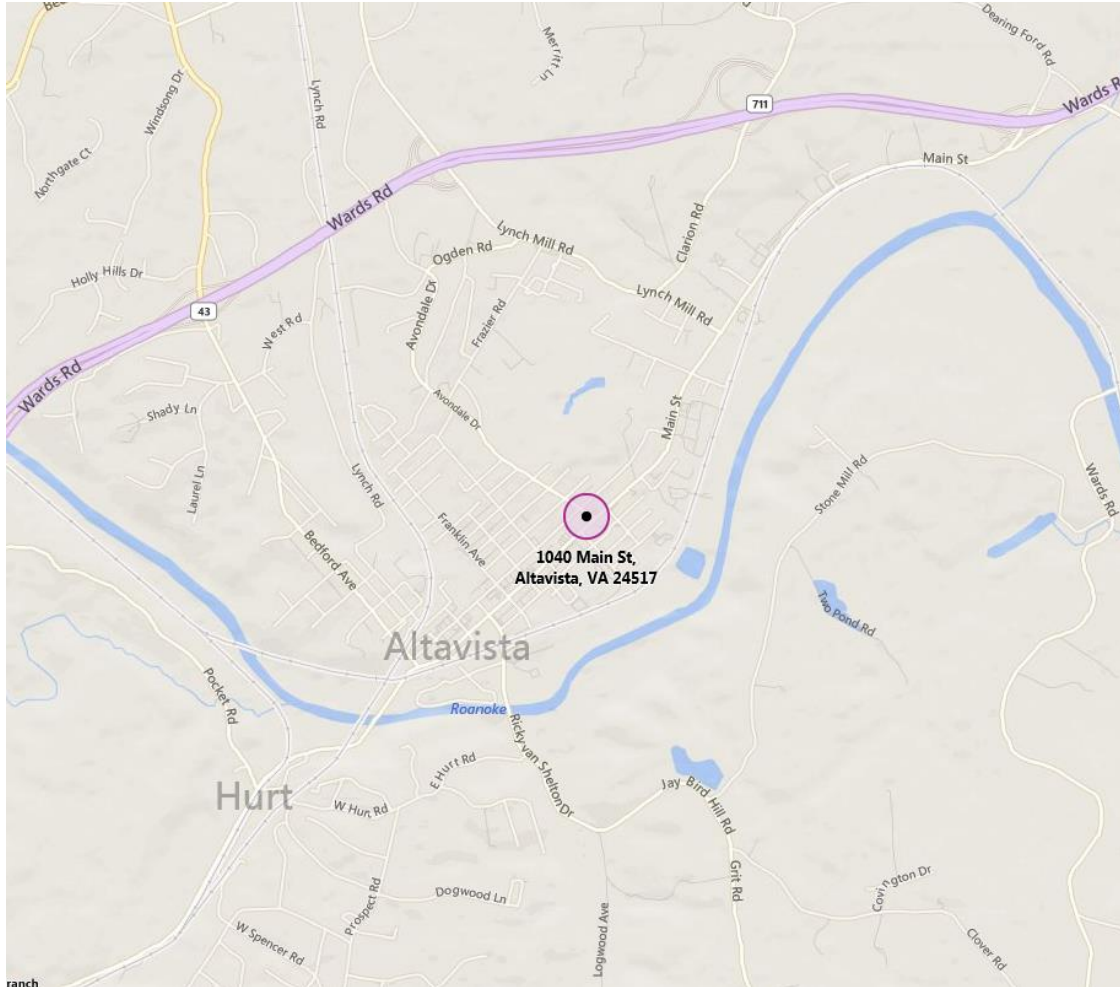 Dearing Ford Rd
Merritt Ln
Lynch Rd
Windsong Dr
Wards R
711
Northgate Ct
Main St
Wards Rd
Clarion Rd
Lynch Mill Rd
Ogden Rd
Holly Hills Dr
Lynch Mill Rd
43
Avondale Dr
Frazier Rd
West Rd
Wards Rd
Avondale Dr
Shady Ln
Main St
Laurel Ln
Lynch Rd
Stone Mill Rd
Wards Rd
Franklin Ave
Bedford Ave
1040 Main St,
Altavista, VA 24517
Two Pond Rd
Altavista
Pocket Rd
Roanoke
Ricky van Shelton Dr
E Hurt Rd
Hurt
W Hurt Rd
Jay Bird Hill Rd
Grit Rd
Dogwood Ln
Covington Dr
Prospect Rd
W Spencer Rd
Logwood Ave
Clover Rd
ranch